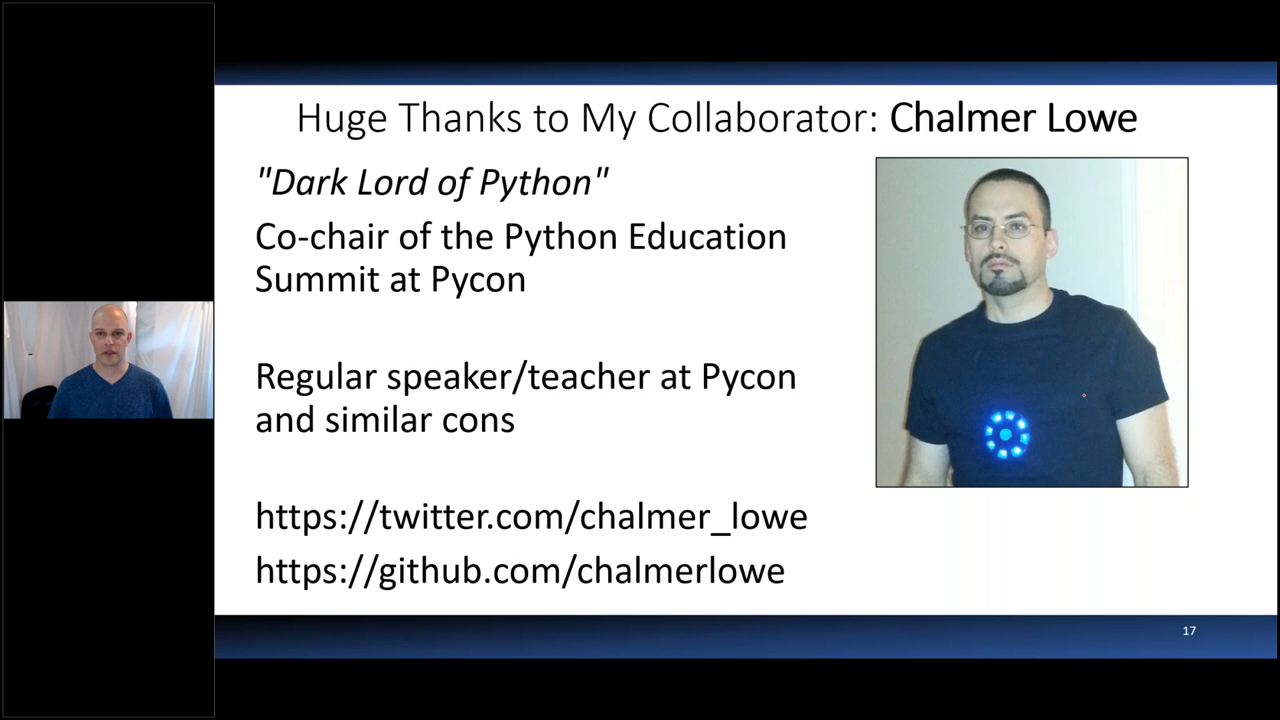 Huge Thanks to My Collaborator: Chalmer Lowe
"Dark Lord of Python"
Co-chair of the Python Education
Summit at Pycon
Regular speaker/teacher at Pycon
and similar cons
https://twitter.com/chalmer_lowe
https://github.com/chalmerlowe
17